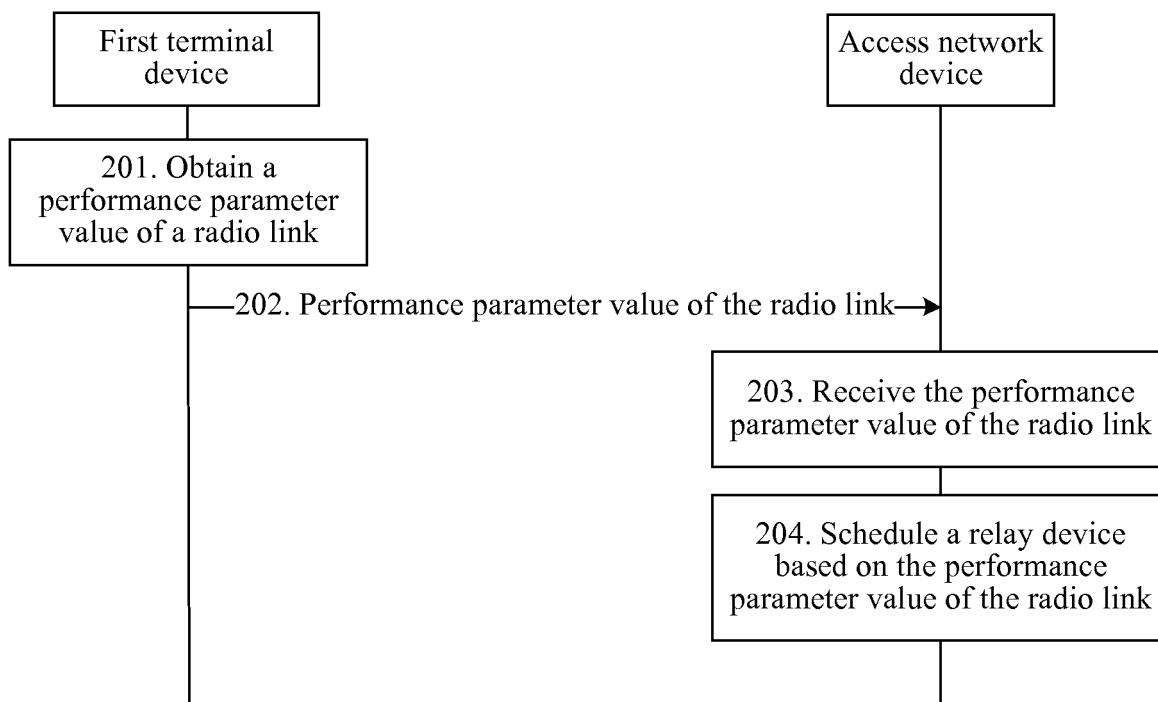 First terminal
device
Access network
device
201. Obtain a
performance parameter
value of a radio link
202. Performance parameter value of the radio link
203. Receive the performance
parameter value of the radio link
204. Schedule a relay device
based on the performance
parameter value of the radio link